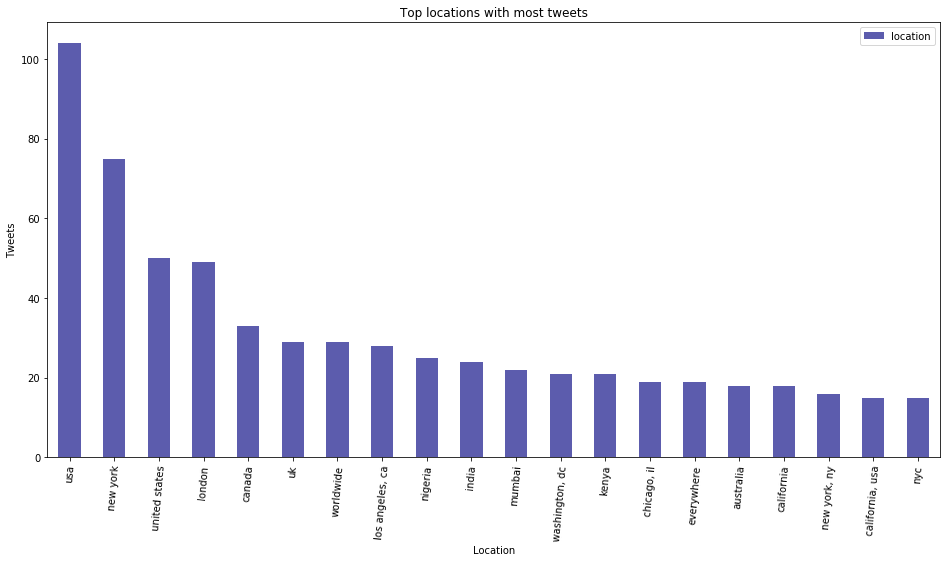 Top locations with most tweets
location
Tweets
100
80
60
40
20
0
usa
new york
united states
london
canada
uk
worldwide
los angeles, ca
nigeria
india
mumbai
washington, dc
kenya
chicago, il
everywhere
australia
california
new york, ny
california, usa
nyc
Location